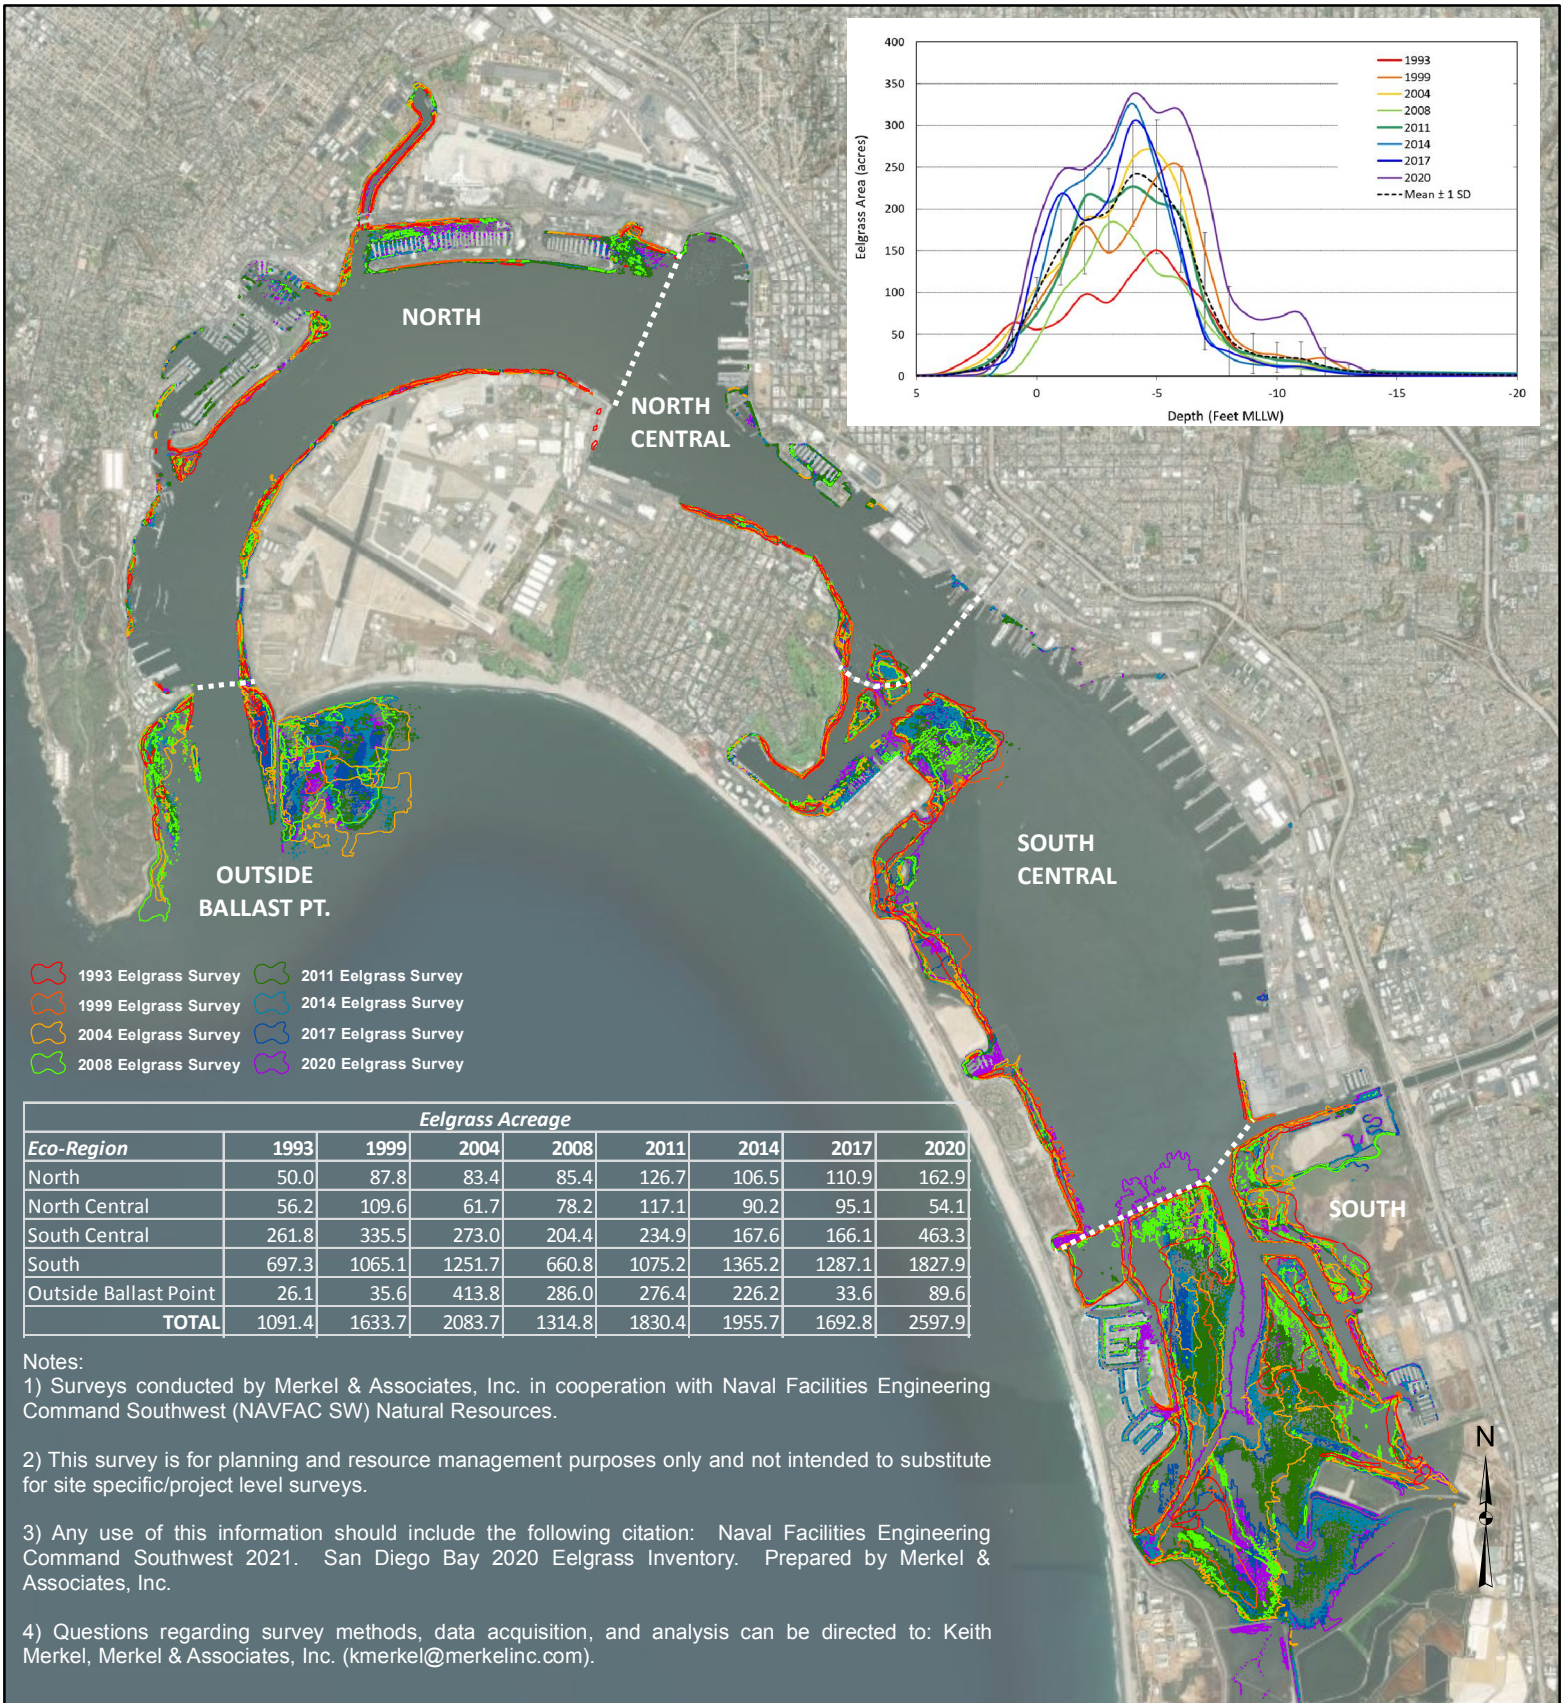 400
350
300
250
200
150
100
50
0
Eelgrass Area (acres)
5 0 -5 -10 -15 -20
Depth (Feet MLLW)
1993
1999
2004
2008
2011
2014
2017
2020
Mean ± 1 SD
NORTH
NORTH
CENTRAL
SOUTH
CENTRAL
OUTSIDE
BALLAST PT.
SOUTH
1993 Eelgrass Survey 2011 Eelgrass Survey
1999 Eelgrass Survey 2014 Eelgrass Survey
2004 Eelgrass Survey 2017 Eelgrass Survey
2008 Eelgrass Survey 2020 Eelgrass Survey
Eelgrass Acreage
Eco-Region 1993 1999 2004 2008 2011 2014 2017 2020
North 50.0 87.8 83.4 85.4 126.7 106.5 110.9 162.9
North Central 56.2 109.6 61.7 78.2 117.1 90.2 95.1 54.1
South Central 261.8 335.5 273.0 204.4 234.9 167.6 166.1 463.3
South 697.3 1065.1 1251.7 660.8 1075.2 1365.2 1287.1 1827.9
Outside Ballast Point 26.1 35.6 413.8 286.0 276.4 226.2 33.6 89.6
TOTAL 1091.4 1633.7 2083.7 1314.8 1830.4 1955.7 1692.8 2597.9
Notes:
1) Surveys conducted by Merkel & Associates, Inc. in cooperation with Naval Facilities Engineering
Command Southwest (NAVFAC SW) Natural Resources.
2) This survey is for planning and resource management purposes only and not intended to substitute
for site specific/project level surveys.
3) Any use of this information should include the following citation: Naval Facilities Engineering
Command Southwest 2021. San Diego Bay 2020 Eelgrass Inventory. Prepared by Merkel &
Associates, Inc.
4) Questions regarding survey methods, data acquisition, and analysis can be directed to: Keith
Merkel, Merkel & Associates, Inc. (kmerkel@merkelinc.com).
N